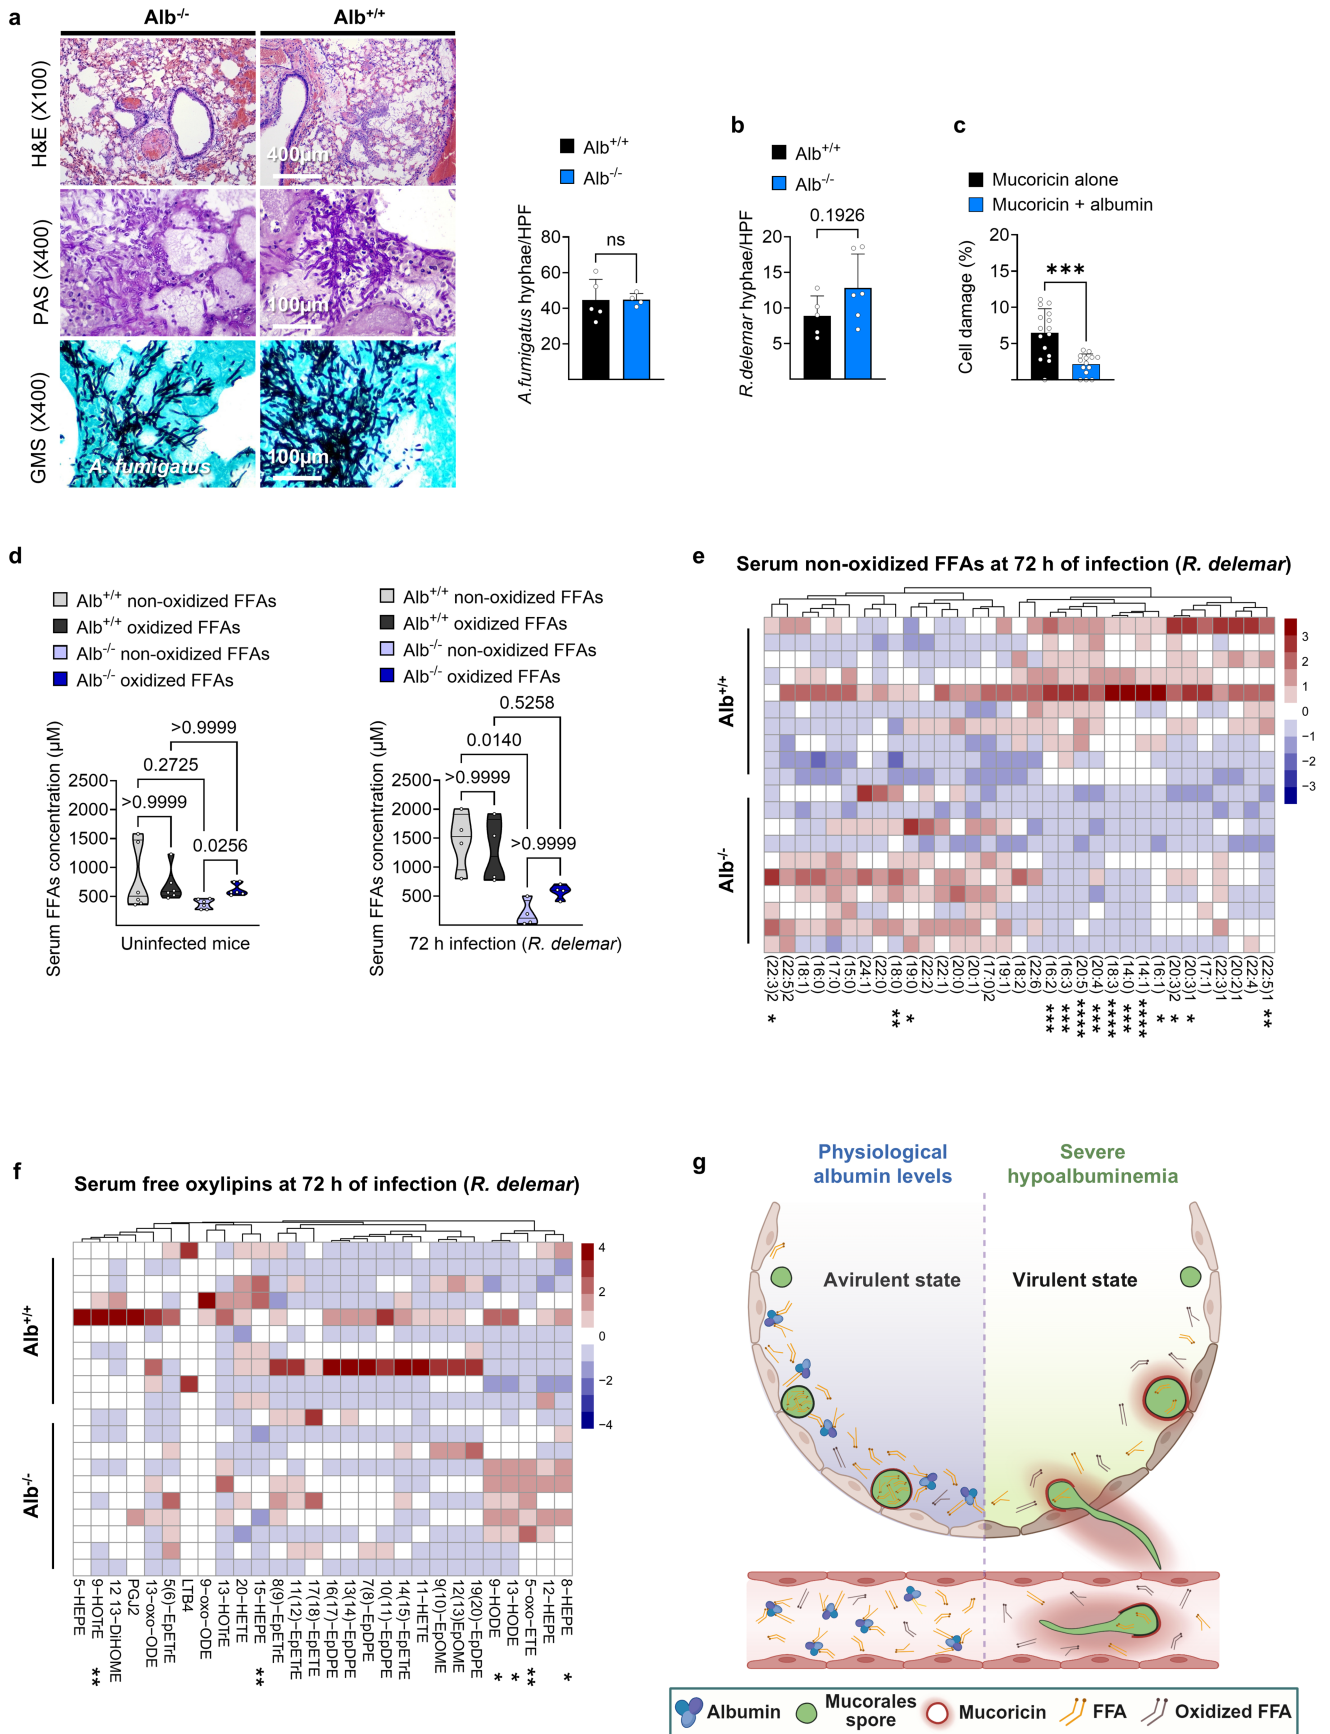 a
Alb-/-
Alb+/+
H&E (X100)
400µm
PAS (X400)
100µm
GMS (X400)
A. fumigatus
100µm
Alb+/+
Alb-/-
A.fumigatus hyphae/HPF
80
60
40
20
ns
b
Alb+/+
Alb-/-
0.1926
R.delemar hyphae/HPF
20
15
10
5
c
Mucoricin alone
Mucoricin + albumin
Cell damage (%)
20
15
10
5
***
d
Alb+/+ non-oxidized FFAs
Alb+/+ oxidized FFAs
Alb-/- non-oxidized FFAs
Alb-/- oxidized FFAs
>0.9999
0.2725
>0.9999
0.0256
Serum FFAs concentration (µM)
2500
2000
1500
1000
500
Uninfected mice
Alb+/+ non-oxidized FFAs
Alb+/+ oxidized FFAs
Alb-/- non-oxidized FFAs
Alb-/- oxidized FFAs
0.5258
0.0140
>0.9999
>0.9999
Serum FFAs concentration (µM)
2500
2000
1500
1000
500
72 h infection (R. delemar)
e
Serum non-oxidized FFAs at 72 h of infection (R. delemar)
Alb+/+
Alb-/-
3
2
1
0
−1
−2
−3
(22:3)2 *
(22:5)2
(18:1)
(16:0)
(17:0)
(15:0)
(24:1)
(22:0)
(18:0) **
(19:0) *
(22:2)
(22:1)
(20:0)
(20:1)
(17:0)2
(19:1)
(18:2)
(22:6)
(16:2) ***
(16:3) ***
(20:5) ****
(20:4) ***
(18:3) ****
(14:0) ***
(14:1) ****
(16:1) *
(20:3)2 *
(20:3)1 *
(17:1)
(22:3)1
(20:2)1
(22:4)
(22:5)1 **
f
Serum free oxylipins at 72 h of infection (R. delemar)
Alb+/+
Alb-/-
4
2
0
−2
−4
5−HEPE
9−HOTrE **
12 13−DiHOME
PGJ2
13−oxo−ODE
5(6)−EpETrE
LTB4
9−oxo−ODE
13−HOTrE
20−HETE
15−HEPE **
8(9)−EpETrE
11(12)−EpETrE
17(18)−EpETE
16(17)−EpDPE
13(14)−EpDPE
7(8)−EpDPE
10(11)−EpDPE
14(15)−EpETrE
11−HETE
9(10)−EpOME
12(13)EpOME
19(20)−EpDPE
9−HODE *
13−HODE *
5−oxo−ETE **
12−HEPE
8−HEPE *
g
Physiological
albumin levels
Severe
hypoalbuminemia
Avirulent state
Virulent state
Albumin
Mucorales
spore
Mucoricin
FFA
Oxidized FFA